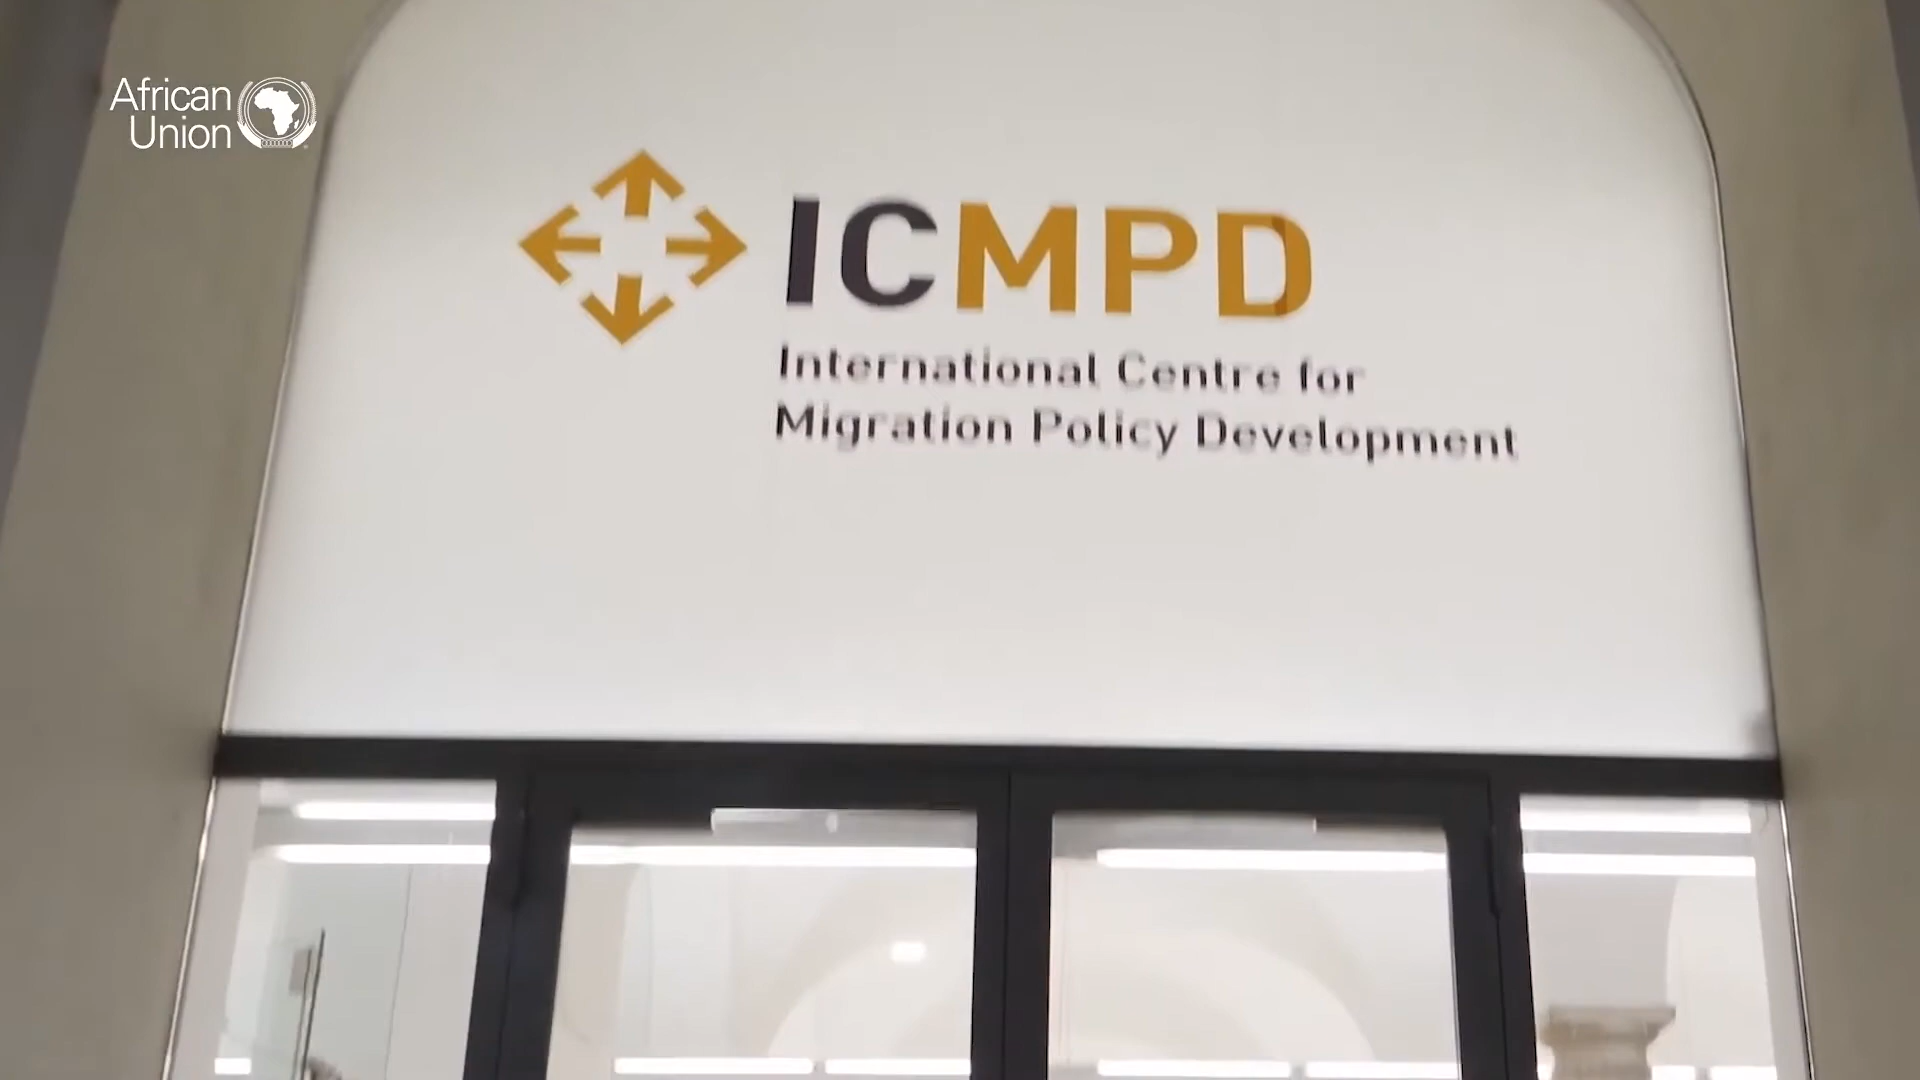 African
Union
ICMPD
International Centre for
Migration Policy Development